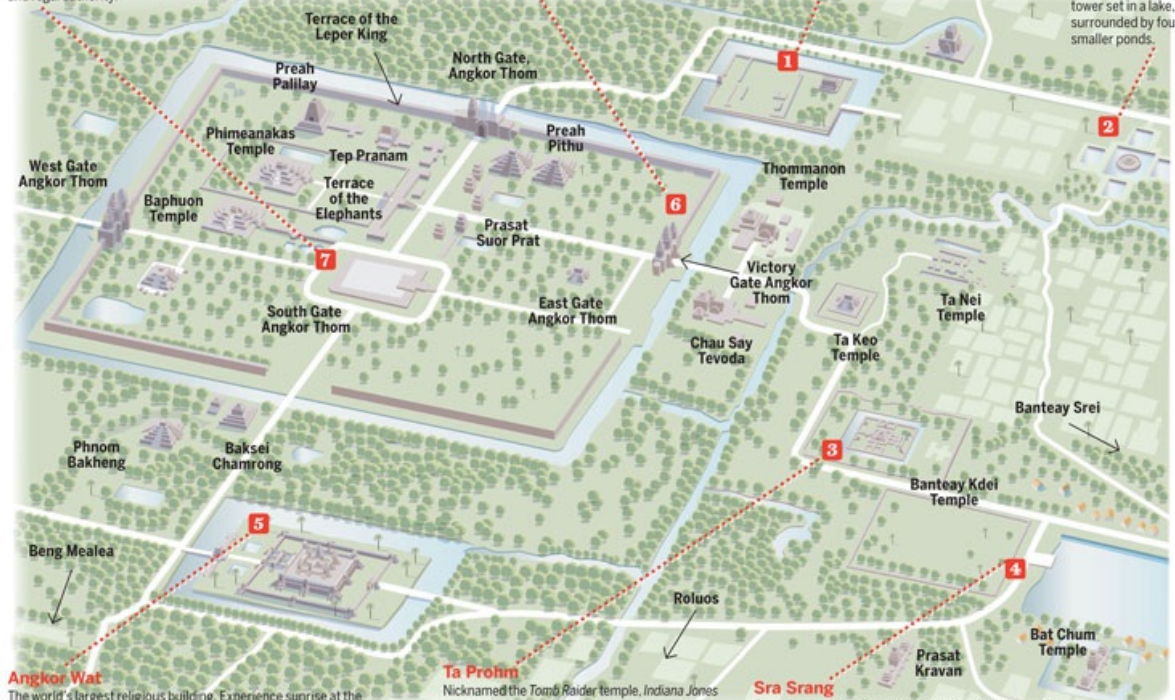 tower set in a lake,
surrounded by fou
smaller ponds.
Terrace of the
Leper King
North Gate,
Angkor Thom
1
Preah
Palilay
2
Phimeanakas
Temple
Tep Pranam
Preah
Pithu
West Gate
Angkor Thom
Terrace
of the
Elephants
Thommanon
Temple
Baphuon
Temple
6
Prasat
Suor Prat
7
Victory
Gate Angkor
Thom
South Gate
Angkor Thom
East Gate
Angkor Thom
Ta Nei
Temple
Chau Say
Tevoda
Ta Keo
Temple
Banteay Srei
Phnom
Bakheng
Baksei
Chamrong
3
Banteay Kdei
Temple
5
Beng Mealea
4
Roluos
Bat Chum
Temple
Prasat
Kravan
Angkor Wat
The world's largest religious building. Experience sunrise at the
Ta Prohm
Nicknamed the Tomb Raider temple, Indiana Jones
Sra Srang